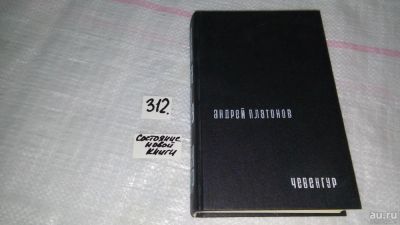 312.
Состояние
новой
книги
АНДРЕЙ ПЛАТОНОВ
ЧЕВЕНГУР
au.ru